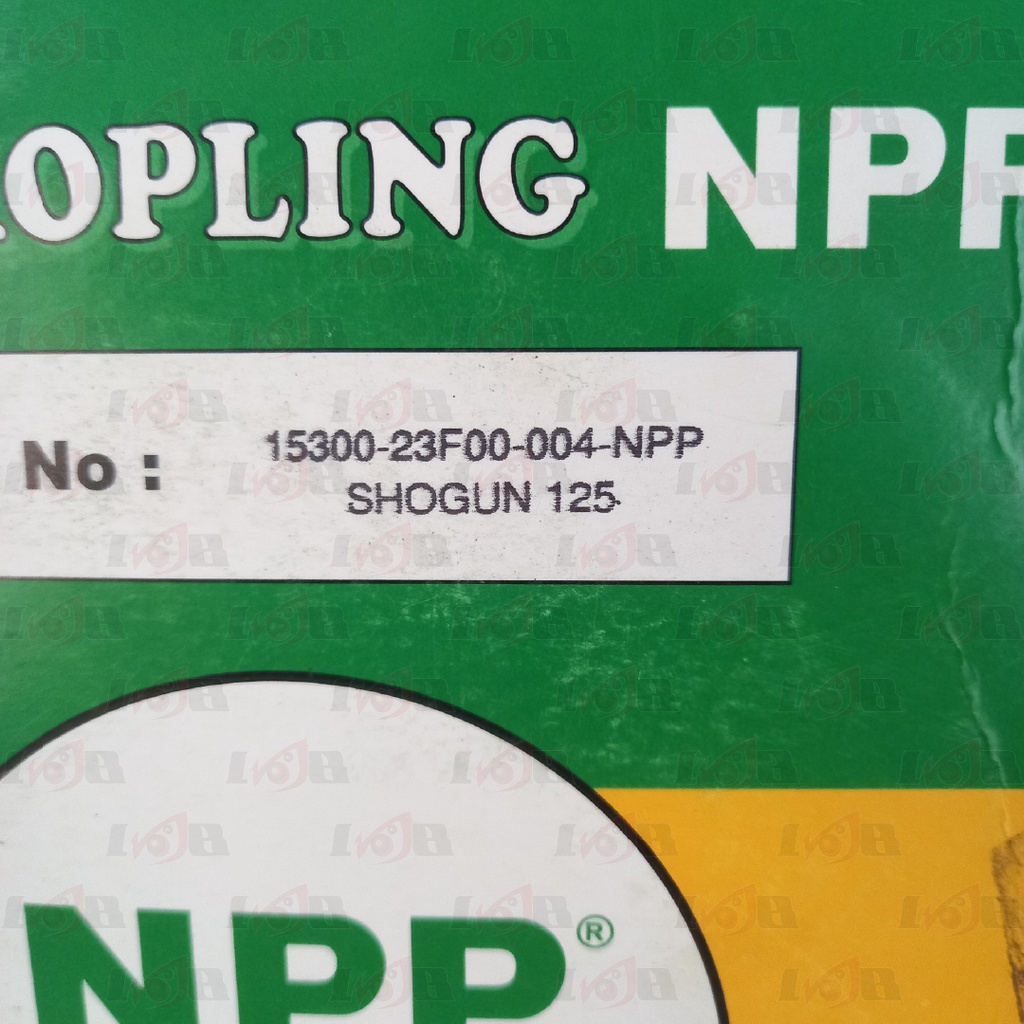 OPLING NPP
No : 15300-23F00-004-NPP
SHOGUN 125
NPP®